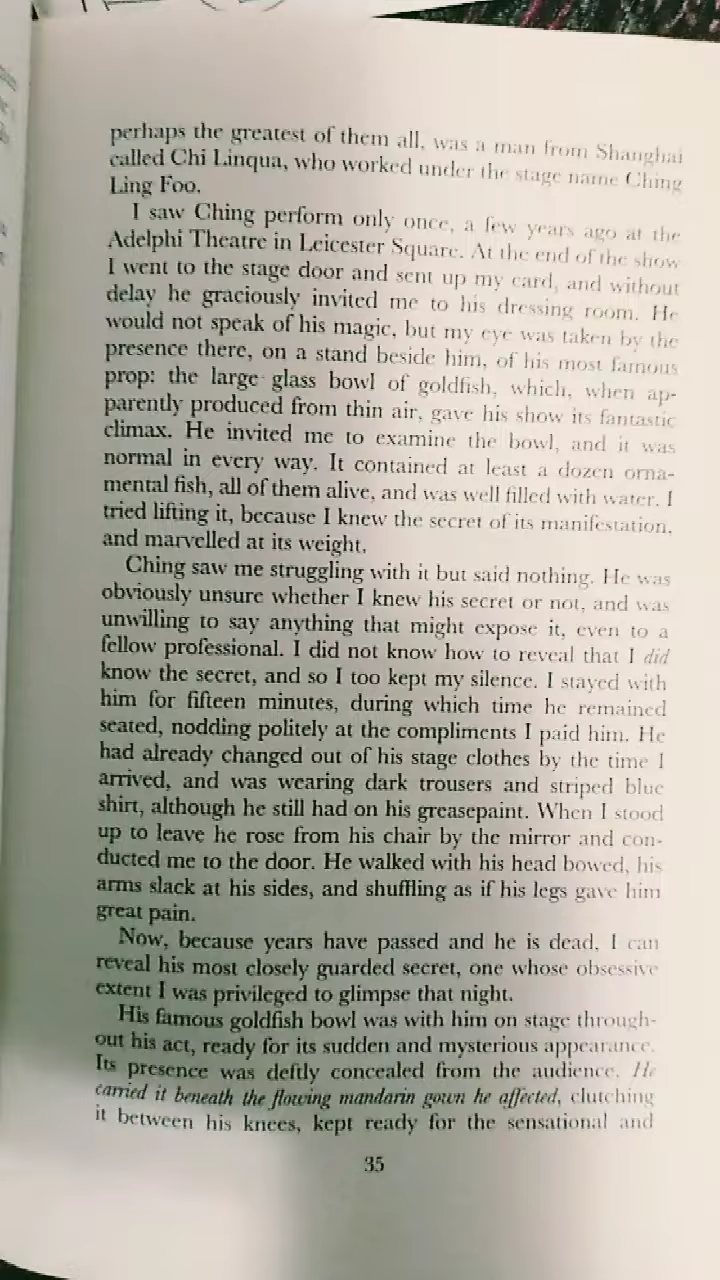 perhaps the greatest of them all, was a man from Shanghai
called Chi Linqua, who worked under the stage name Ching
Ling Foo.
I saw Ching perform only once, a few years ago at the
Adelphi Theatre in Leicester Square. At the end of the show
I went to the stage door and sent up my card, and without
delay he graciously invited me to his dressing room. He
would not speak of his magic, but my eye was taken by the
presence there, on a stand beside him, of his most famous
prop: the large glass bowl of goldfish, which, when ap-
parently produced from thin air, gave his show its fantastic
climax. He invited me to examine the bowl, and it was
normal in every way. It contained at least a dozen orna-
mental fish, all of them alive, and was well filled with water. I
tried lifting it, because I knew the secret of its manifestation,
and marvelled at its weight.
Ching saw me struggling with it but said nothing. He was
obviously unsure whether I knew his secret or not, and was
unwilling to say anything that might expose it, even to a
fellow professional. I did not know how to reveal that I did
know the secret, and so I too kept my silence. I stayed with
him for fifteen minutes, during which time he remained
seated, nodding politely at the compliments I paid him. He
had already changed out of his stage clothes by the time I
arrived, and was wearing dark trousers and striped blue
shirt, although he still had on his greasepaint. When I stood
up to leave he rose from his chair by the mirror and con-
ducted me to the door. He walked with his head bowed, his
arms slack at his sides, and shuffling as if his legs gave him
great pain.
Now, because years have passed and he is dead, I can
reveal his most closely guarded secret, one whose obsessive
extent I was privileged to glimpse that night.
His famous goldfish bowl was with him on stage through-
out his act, ready for its sudden and mysterious appearance.
Its presence was deftly concealed from the audience. He
carried it beneath the flowing mandarin gown he affected, clutching
it between his knees, kept ready for the sensational and
35